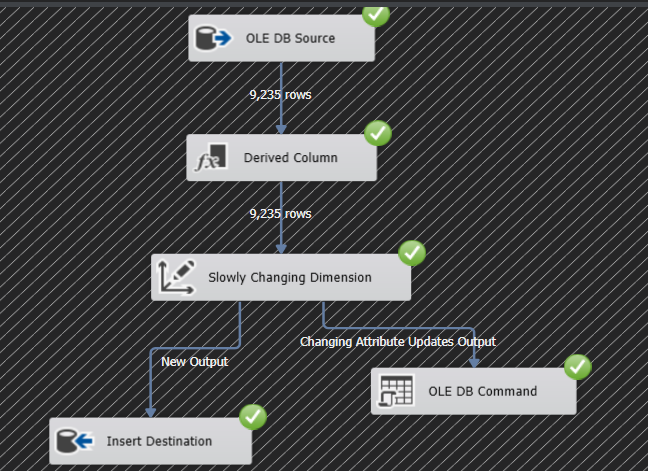 OLE DB Source
9,235 rows
Derived Column
9,235 rows
Slowly Changing Dimension
Changing Attribute Updates Output
New Output
OLE DB Command
Insert Destination